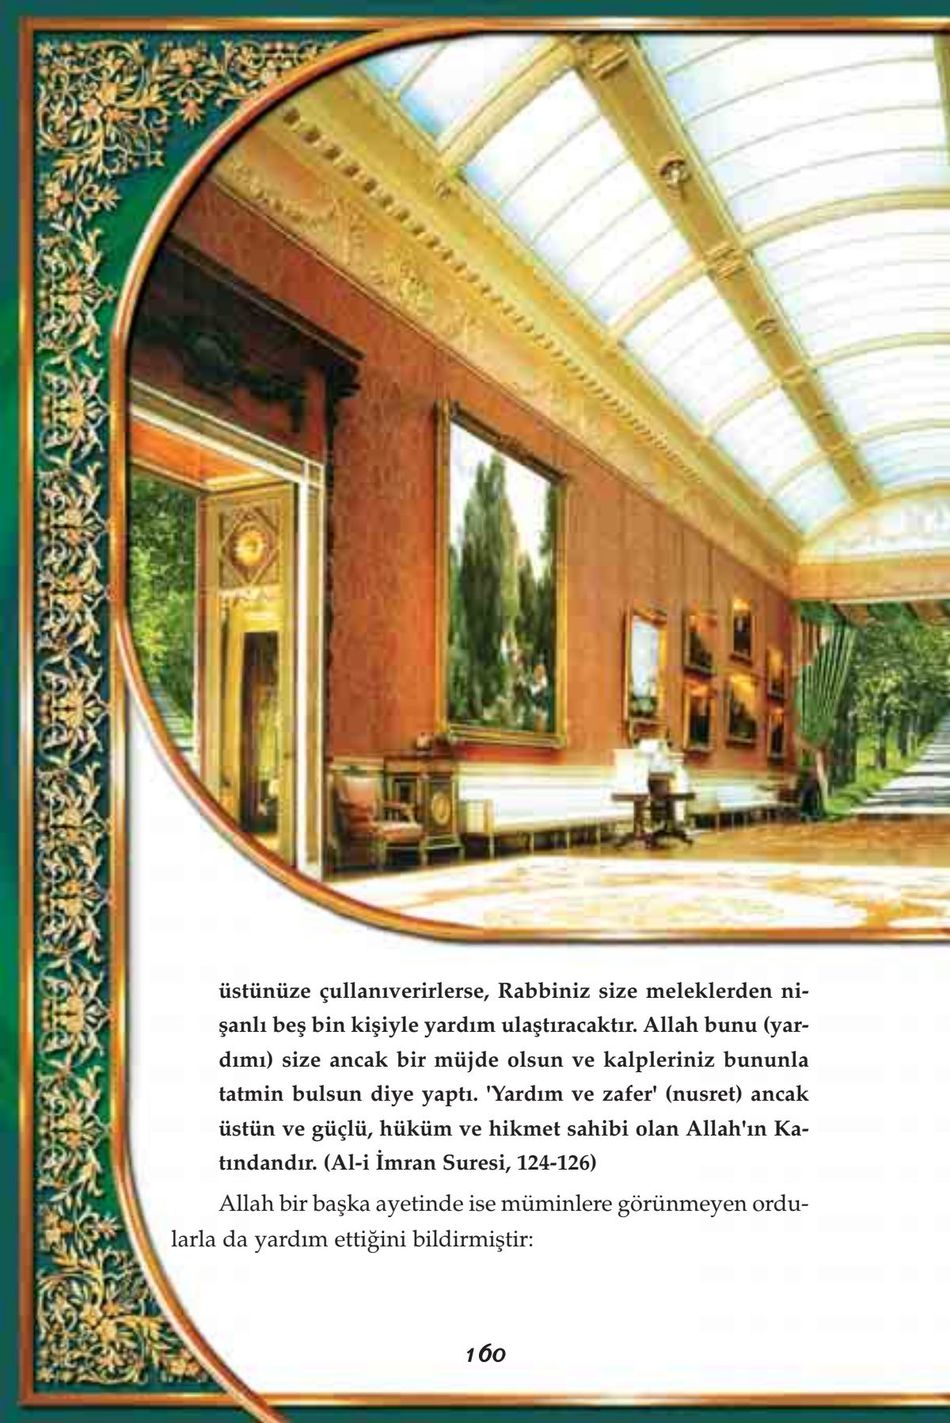 üstünüze çullanıverirlerse, Rabbiniz size meleklerden ni-
şanlı beş bin kişiyle yardım ulaştıracaktır. Allah bunu (yar-
dımı) size ancak bir müjde olsun ve kalpleriniz bununla
tatmin bulsun diye yaptı. 'Yardım ve zafer' (nusret) ancak
üstün ve güçlü, hüküm ve hikmet sahibi olan Allah'ın Ka-
tındandır. (Al-i İmran Suresi, 124-126)
Allah bir başka ayetinde ise müminlere görünmeyen ordu-
larla da yardım ettiğini bildirmiştir:
160